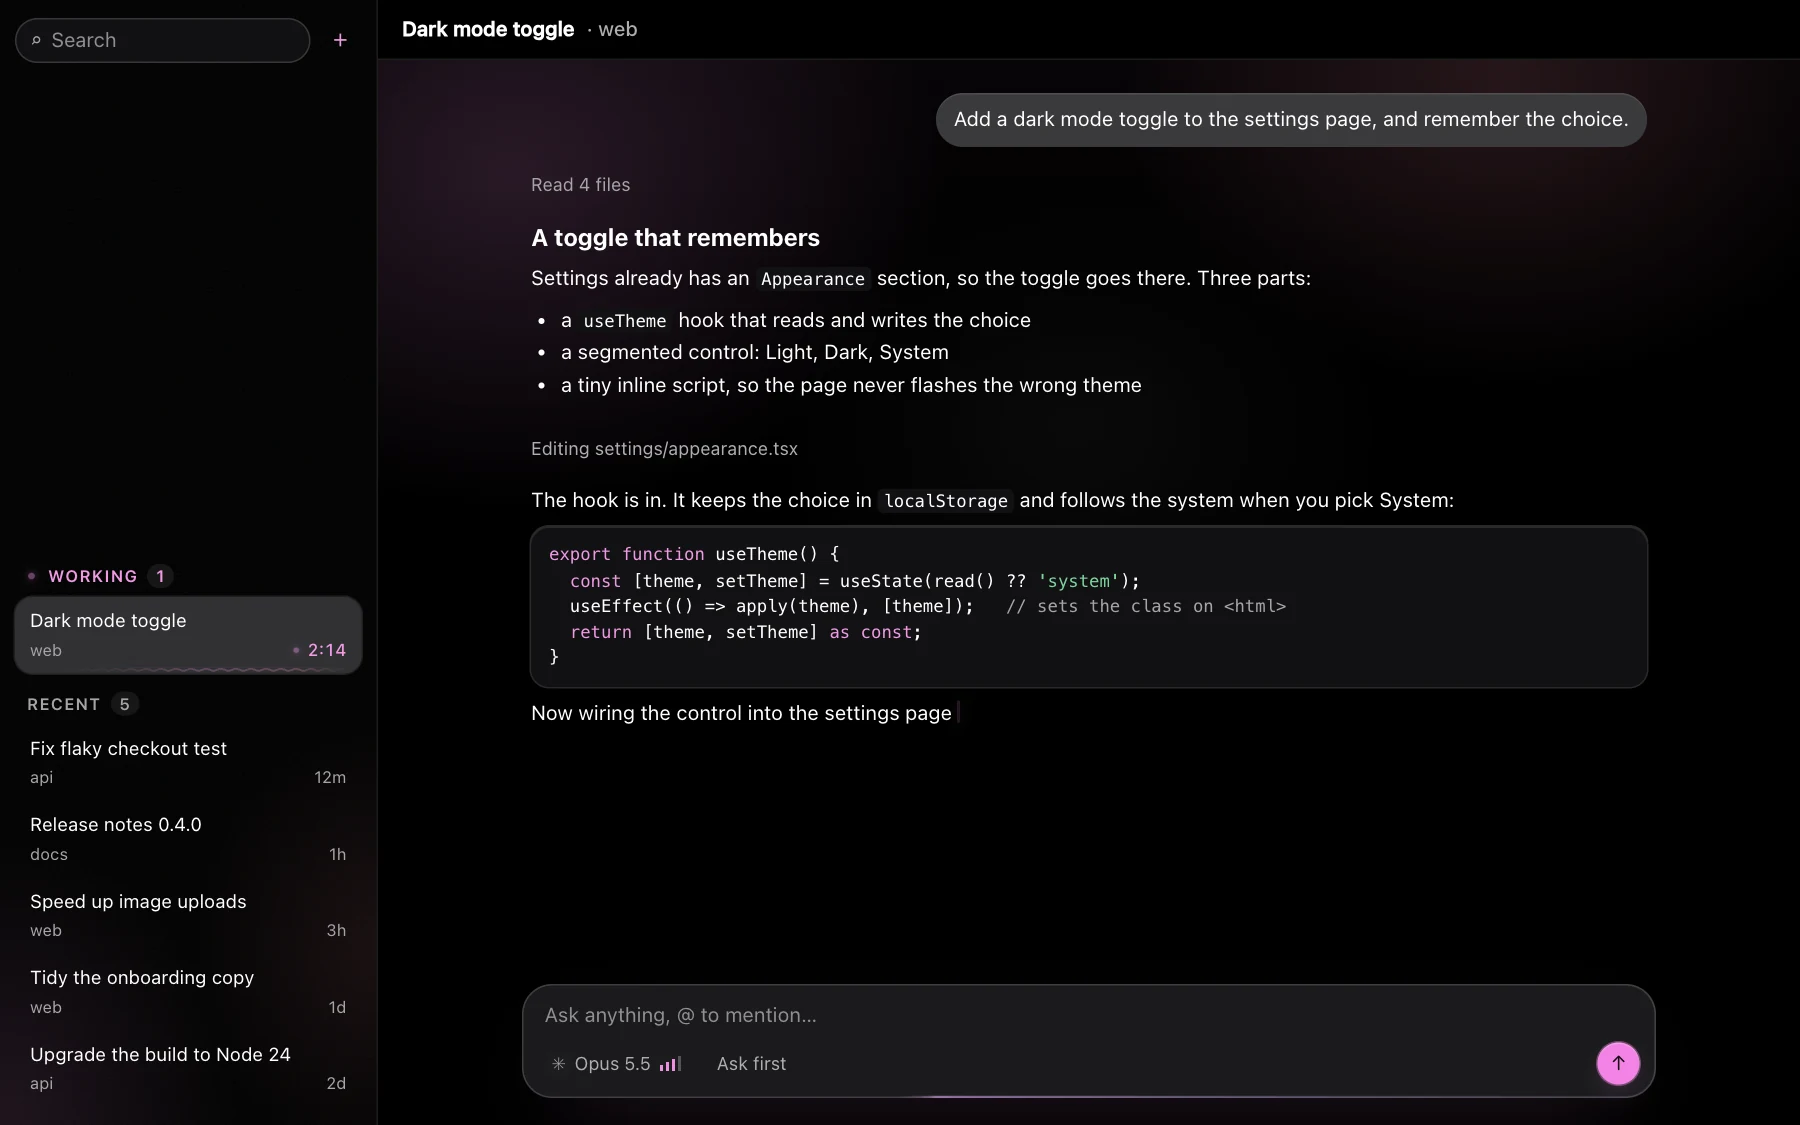 Search
+
WORKING 1
Dark mode toggle
web
2:14
RECENT 5
Fix flaky checkout test
api
12m
Release notes 0.4.0
docs
1h
Speed up image uploads
web
3h
Tidy the onboarding copy
web
1d
Upgrade the build to Node 24
api
2d
Dark mode toggle · web
Add a dark mode toggle to the settings page, and remember the choice.
Read 4 files
A toggle that remembers
Settings already has an Appearance section, so the toggle goes there. Three parts:
• a useTheme hook that reads and writes the choice
• a segmented control: Light, Dark, System
• a tiny inline script, so the page never flashes the wrong theme
Editing settings/appearance.tsx
The hook is in. It keeps the choice in localStorage and follows the system when you pick System:
export function useTheme() {
  const [theme, setTheme] = useState(read() ?? 'system');
  useEffect(() => apply(theme), [theme]);   // sets the class on <html>
  return [theme, setTheme] as const;
}
Now wiring the control into the settings page
Ask anything, @ to mention...
Opus 5.5
Ask first